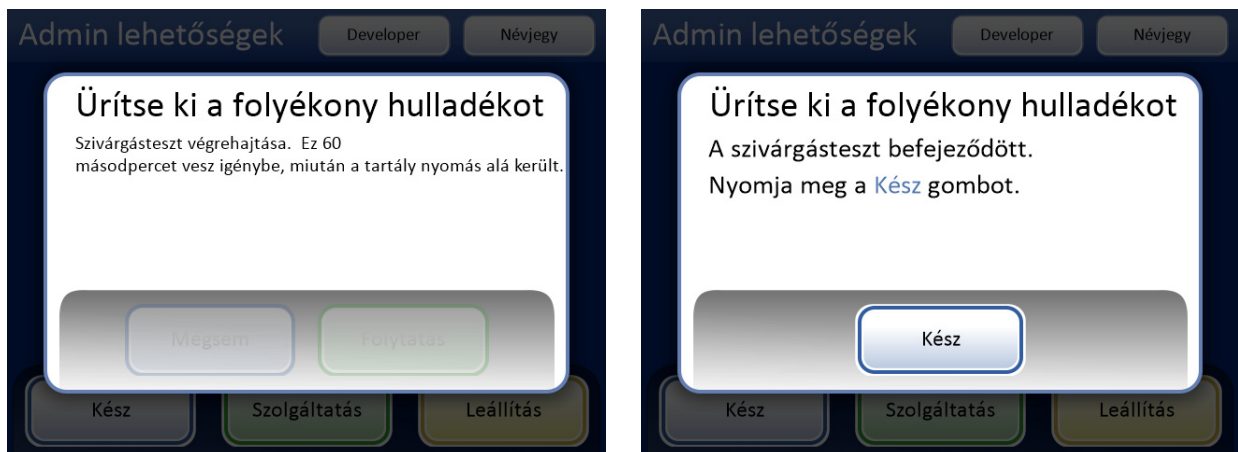 Admin lehetőségek
Developer
Névjegy
Ürítse ki a folyékony hulladékot
Szivárgásteszt végrehajtása. Ez 60
másodpercet vesz igénybe, miután a tartály nyomás alá került.
Mégsem
Folytatás
Kész
Szolgáltatás
Leállítás
Admin lehetőségek
Developer
Névjegy
Ürítse ki a folyékony hulladékot
A szivárgásteszt befejeződött.
Nyomja meg a Kész gombot.
Kész
Kész
Szolgáltatás
Leállítás